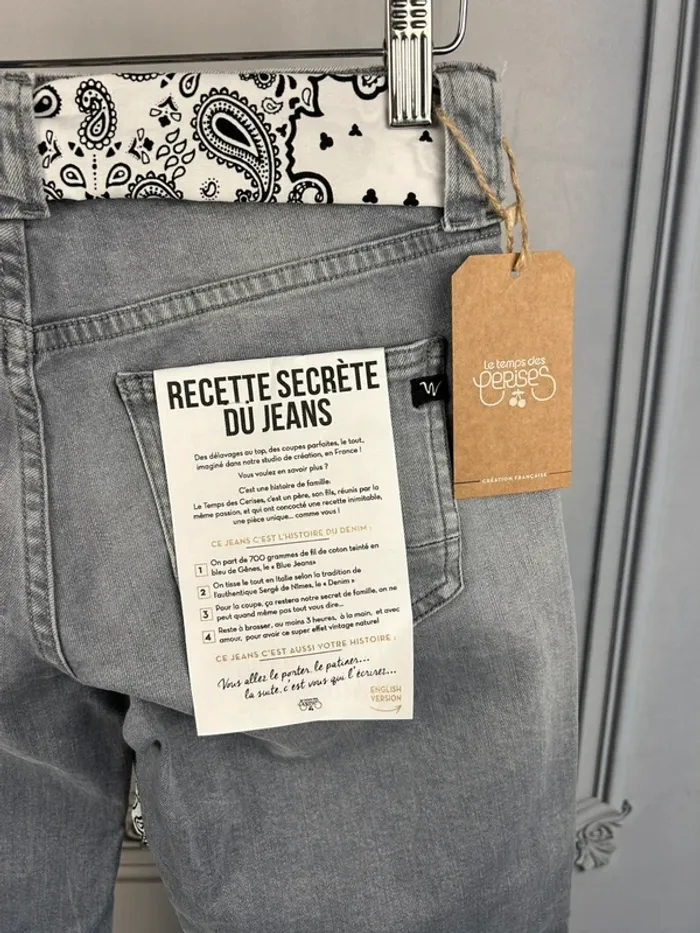 RECETTE SECRÈTE
DU JEANS
Des délavages au top, des coupes parfaites, le tout,
imaginé dans notre studio de création, en France !
Vous voulez en savoir plus ?
C'est une histoire de famille.
Le Temps des Cerises, c'est un père, son fils, réunis par la
même passion, et qui ont concocté une recette inimitable,
une pièce unique... comme vous !
CE JEANS C'EST L'HISTOIRE DU DENIM :
1 On part de 700 grammes de fil de coton teinté en
bleu de Gênes, le « Blue Jeans»
2 On tisse le tout en Italie selon la tradition de
l'authentique Sergé de Nîmes, le « Denim »
3 Pour la coupe, ça restera notre secret de famille, on ne
peut quand même pas tout vous dire...
4 Reste à brosser, au moins 3 heures, à la main, et avec
amour, pour avoir ce super effet vintage naturel
CE JEANS C'EST AUSSI VOTRE HISTOIRE :
Vous allez le porter, le patiner...
la suite, c'est vous qui l'écrivez...
ENGLISH
VERSION
Le temps des
CERISES
CRÉATION FRANÇAISE